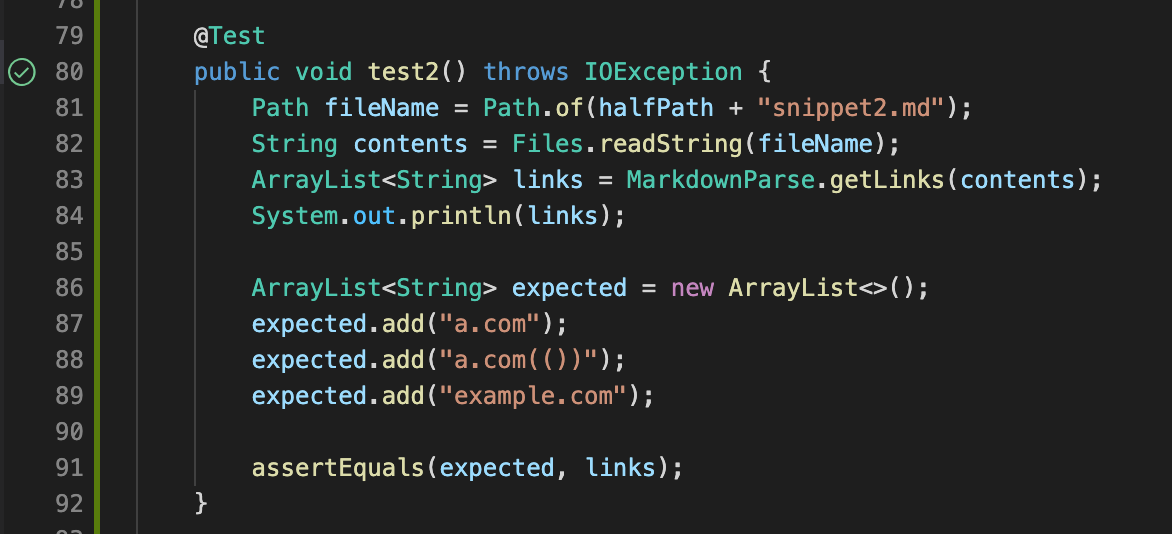 78
79 @Test
80 public void test2() throws IOException {
81 Path fileName = Path.of(halfPath + "snippet2.md");
82 String contents = Files.readString(fileName);
83 ArrayList<String> links = MarkdownParse.getLinks(contents);
84 System.out.println(links);
85
86 ArrayList<String> expected = new ArrayList<>();
87 expected.add("a.com");
88 expected.add("a.com(())");
89 expected.add("example.com");
90
91 assertEquals(expected, links);
92 }
93